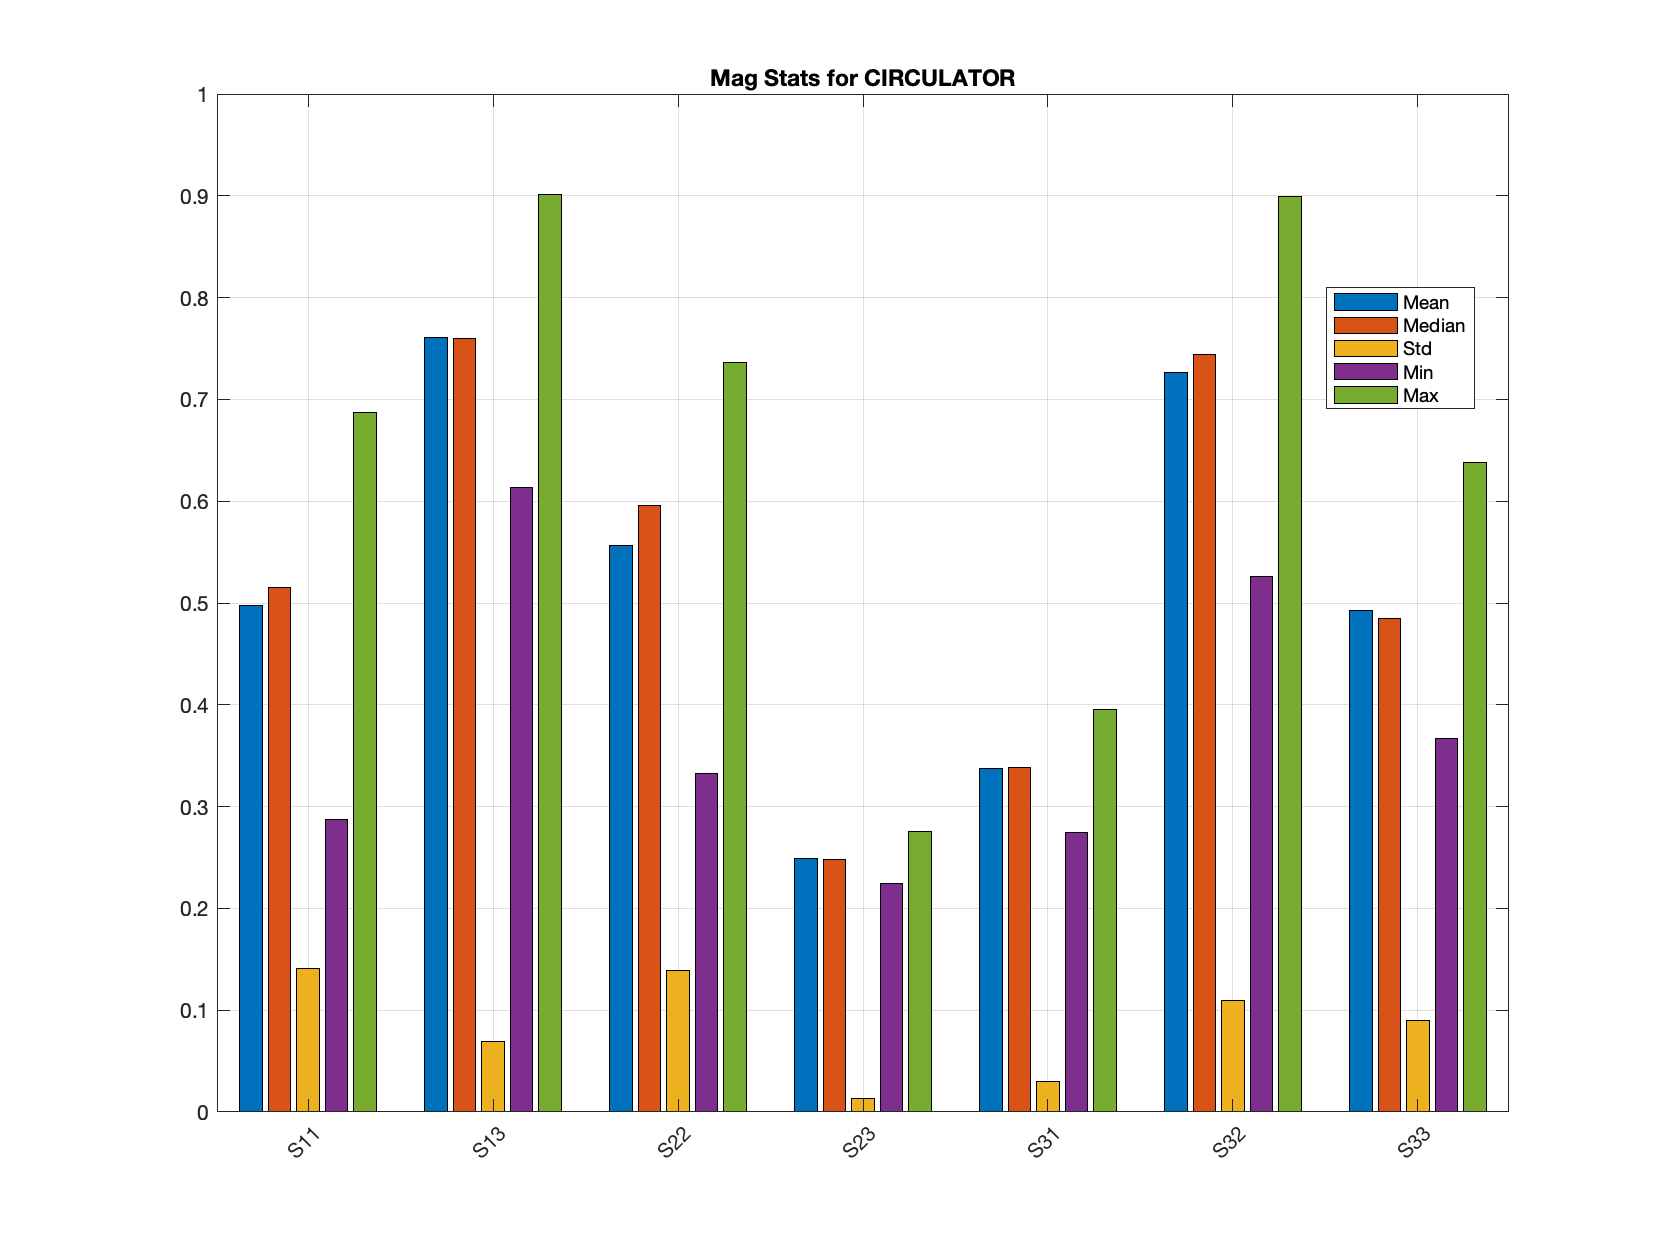 Mag Stats for CIRCULATOR
1
0.9
0.8
0.7
0.6
0.5
0.4
0.3
0.2
0.1
0
Mean
Median
Std
Min
Max
S11
S13
S22
S23
S31
S32
S33